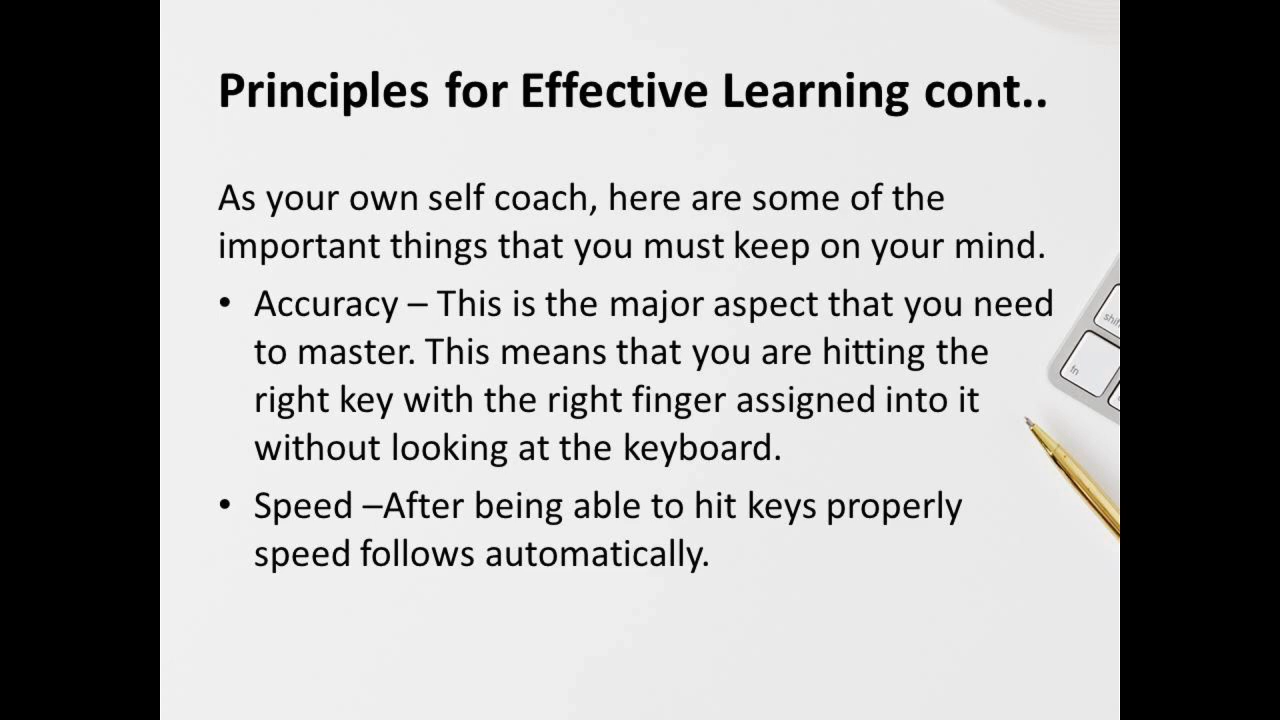 Principles for Effective Learning cont..
As your own self coach, here are some of the
important things that you must keep on your mind.
• Accuracy – This is the major aspect that you need
to master. This means that you are hitting the
right key with the right finger assigned into it
without looking at the keyboard.
• Speed –After being able to hit keys properly
speed follows automatically.
shif
fn